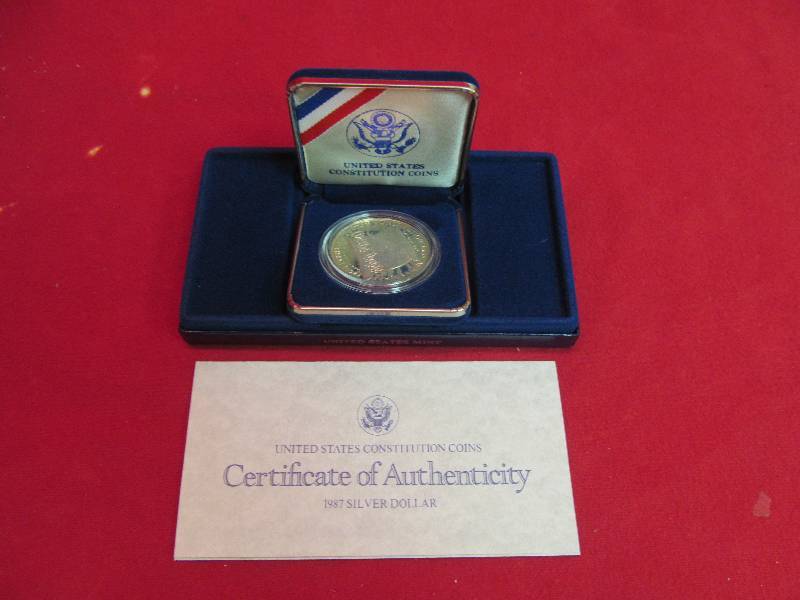 UNITED STATES
CONSTITUTION COINS
UNITED STATES MINT
UNITED STATES CONSTITUTION COINS
Certificate of Authenticity
1987 SILVER DOLLAR